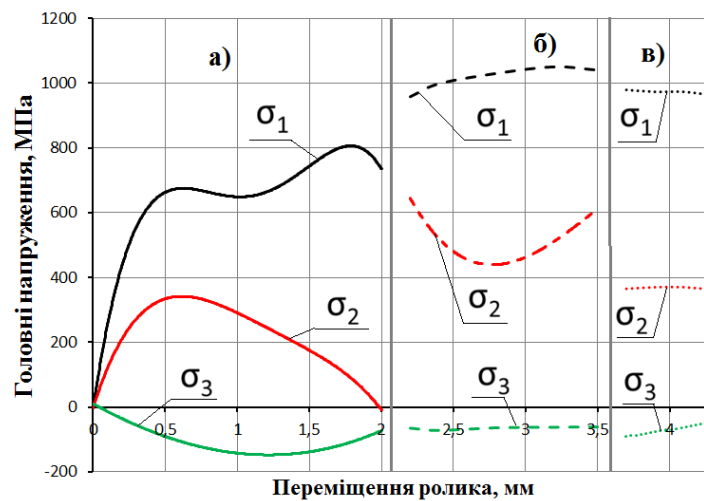 Головні напруження, МПа
1200
1000
800
600
400
200
0
-200
а)
б)
в)
σ1
σ2
σ3
σ1
σ2
σ3
σ1
σ2
σ3
0 0,5 1 1,5 2 2,5 3 3,5 4
Переміщення ролика, мм